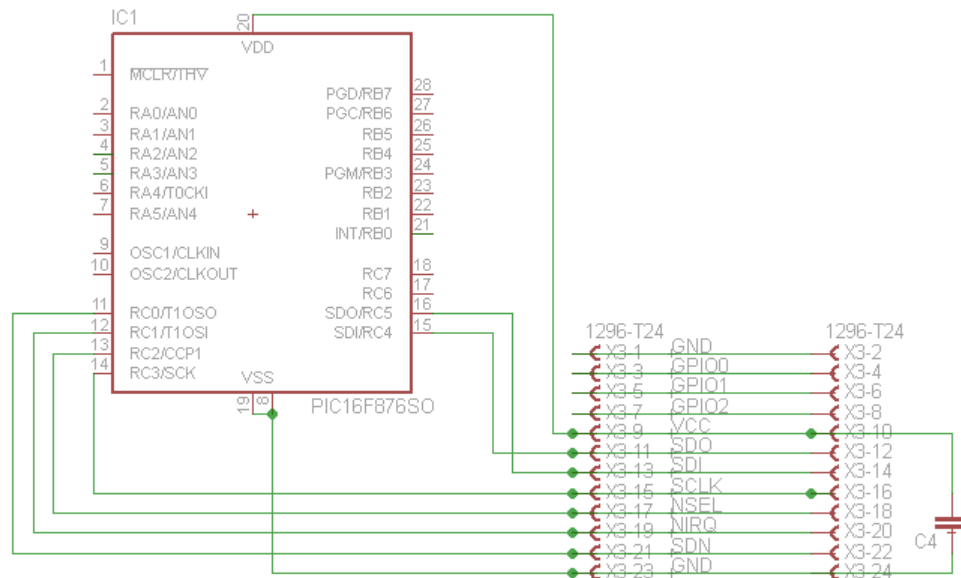 IC1
20
VDD
1 MCLR/THV
PGD/RB7 28
2 RA0/AN0 PGC/RB6 27
3 RA1/AN1 RB5 26
4 RA2/AN2 RB4 25
5 RA3/AN3 PGM/RB3 24
6 RA4/T0CKI RB2 23
7 RA5/AN4 RB1 22
INT/RB0 21
9 OSC1/CLKIN
10 OSC2/CLKOUT RC7 18
RC6 17
11 RC0/T1OSO SDO/RC5 16
12 RC1/T1OSI SDI/RC4 15
13 RC2/CCP1
14 RC3/SCK
VSS
19 8
PIC16F876SO
1296-T24 1296-T24
X3-1 GND X3-2
X3-3 GPIO0 X3-4
X3-5 GPIO1 X3-6
X3-7 GPIO2 X3-8
X3-9 VCC X3-10
X3-11 SDO X3-12
X3-13 SDI X3-14
X3-15 SCLK X3-16
X3-17 NSEL X3-18
X3-19 NIRQ X3-20
X3-21 SDN X3-22
X3-23 GND X3-24
C4